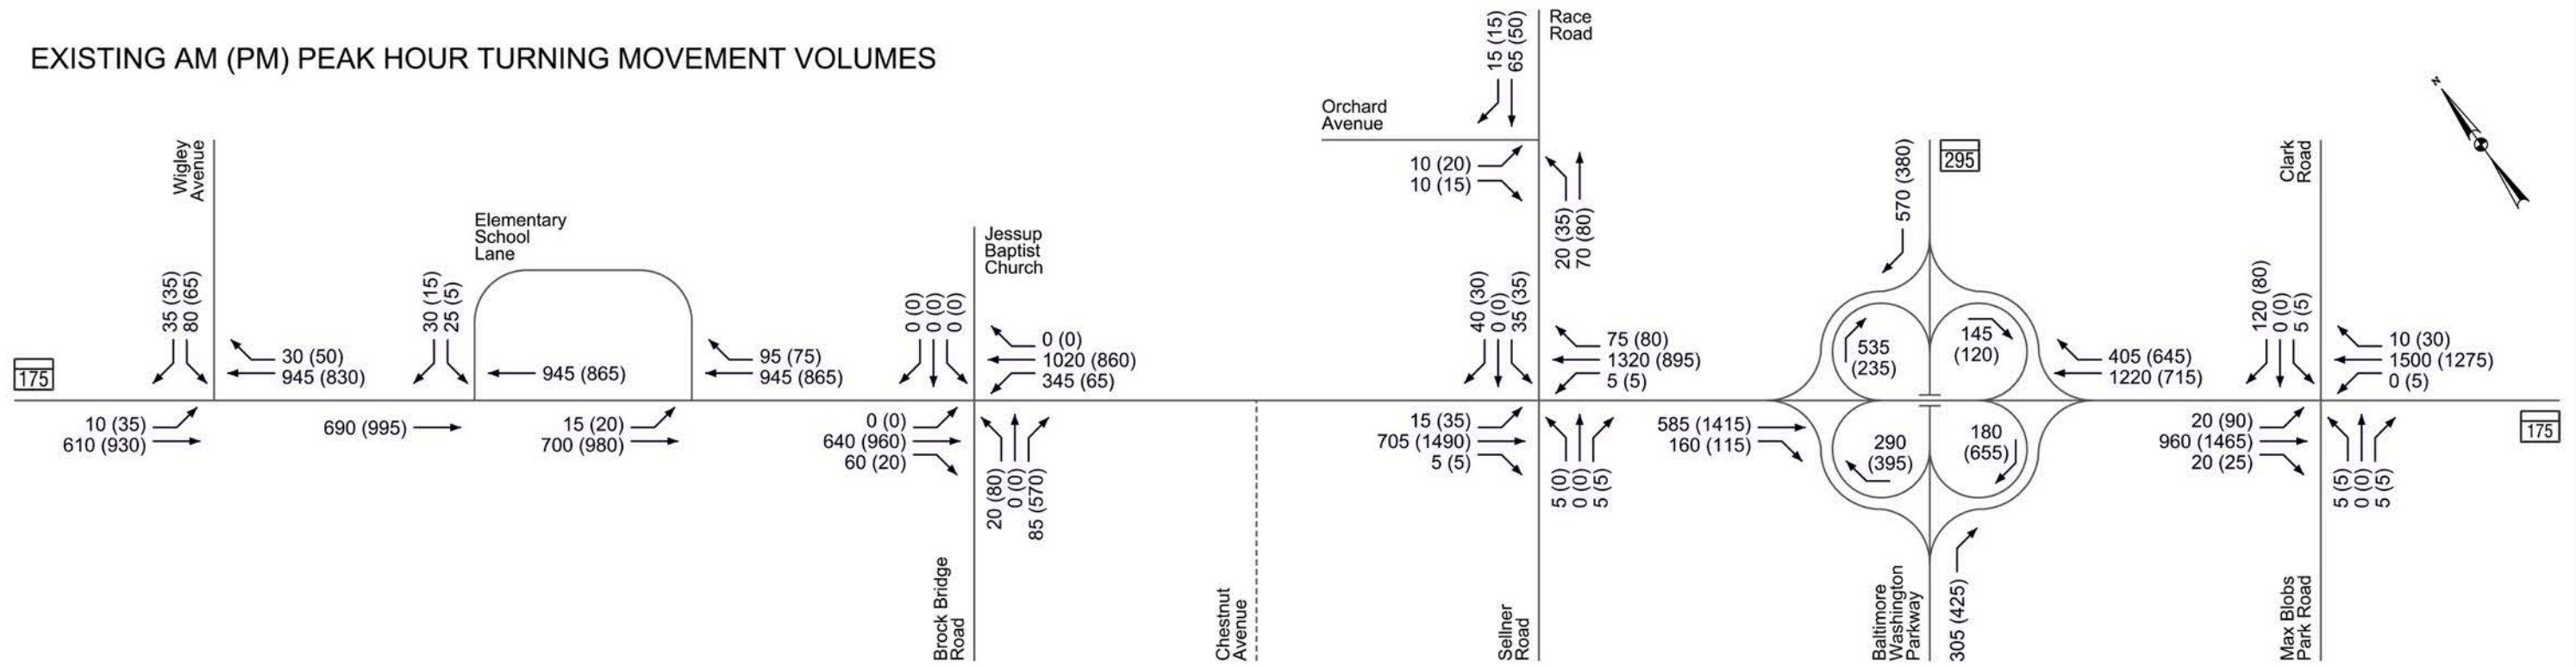 EXISTING AM (PM) PEAK HOUR TURNING MOVEMENT VOLUMES
175
Wigley
Avenue
35 (35)
80 (65)
30 (50)
945 (830)
10 (35)
610 (930)
Elementary
School
Lane
30 (15)
25 (5)
945 (865)
690 (995)
95 (75)
945 (865)
15 (20)
700 (980)
Jessup
Baptist
Church
0 (0)
0 (0)
0 (0)
0 (0)
1020 (860)
345 (65)
0 (0)
640 (960)
60 (20)
20 (80)
0 (0)
85 (570)
Brock Bridge
Road
Chestnut
Avenue
Race
Road
15 (15)
65 (50)
Orchard
Avenue
10 (20)
10 (15)
20 (35)
70 (80)
40 (30)
0 (0)
35 (35)
75 (80)
1320 (895)
5 (5)
15 (35)
705 (1490)
5 (5)
5 (0)
0 (0)
5 (5)
Sellner
Road
295
570 (380)
535
(235)
145
(120)
405 (645)
1220 (715)
585 (1415)
160 (115)
290
(395)
180
(655)
Baltimore
Washington
Parkway
305 (425)
Clark
Road
120 (80)
0 (0)
5 (5)
10 (30)
1500 (1275)
0 (5)
20 (90)
960 (1465)
20 (25)
5 (5)
0 (0)
5 (5)
Max Blobs
Park Road
175
N